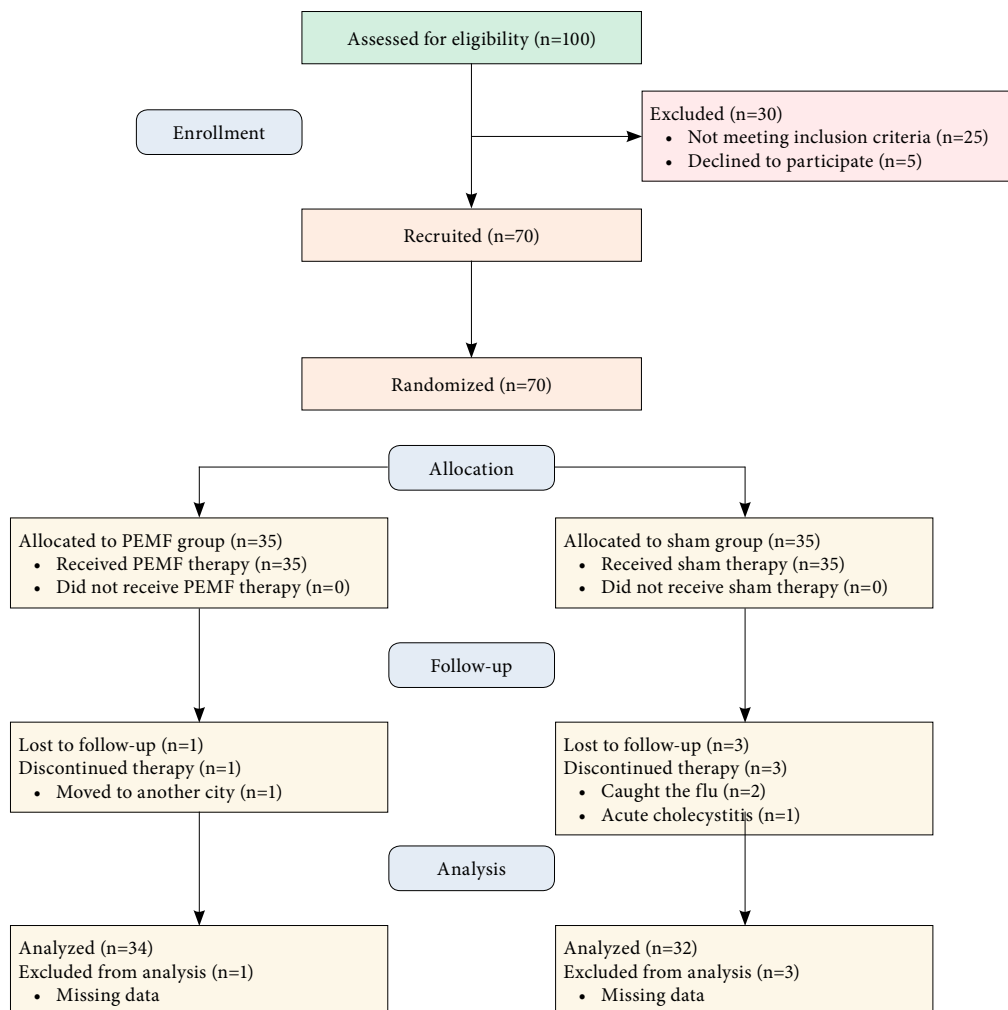 Assessed for eligibility (n=100)
Enrollment
Excluded (n=30)
• Not meeting inclusion criteria (n=25)
• Declined to participate (n=5)
Recruited (n=70)
Randomized (n=70)
Allocation
Allocated to PEMF group (n=35)
• Received PEMF therapy (n=35)
• Did not receive PEMF therapy (n=0)
Allocated to sham group (n=35)
• Received sham therapy (n=35)
• Did not receive sham therapy (n=0)
Follow-up
Lost to follow-up (n=1)
Discontinued therapy (n=1)
• Moved to another city (n=1)
Lost to follow-up (n=3)
Discontinued therapy (n=3)
• Caught the flu (n=2)
• Acute cholecystitis (n=1)
Analysis
Analyzed (n=34)
Excluded from analysis (n=1)
• Missing data
Analyzed (n=32)
Excluded from analysis (n=3)
• Missing data